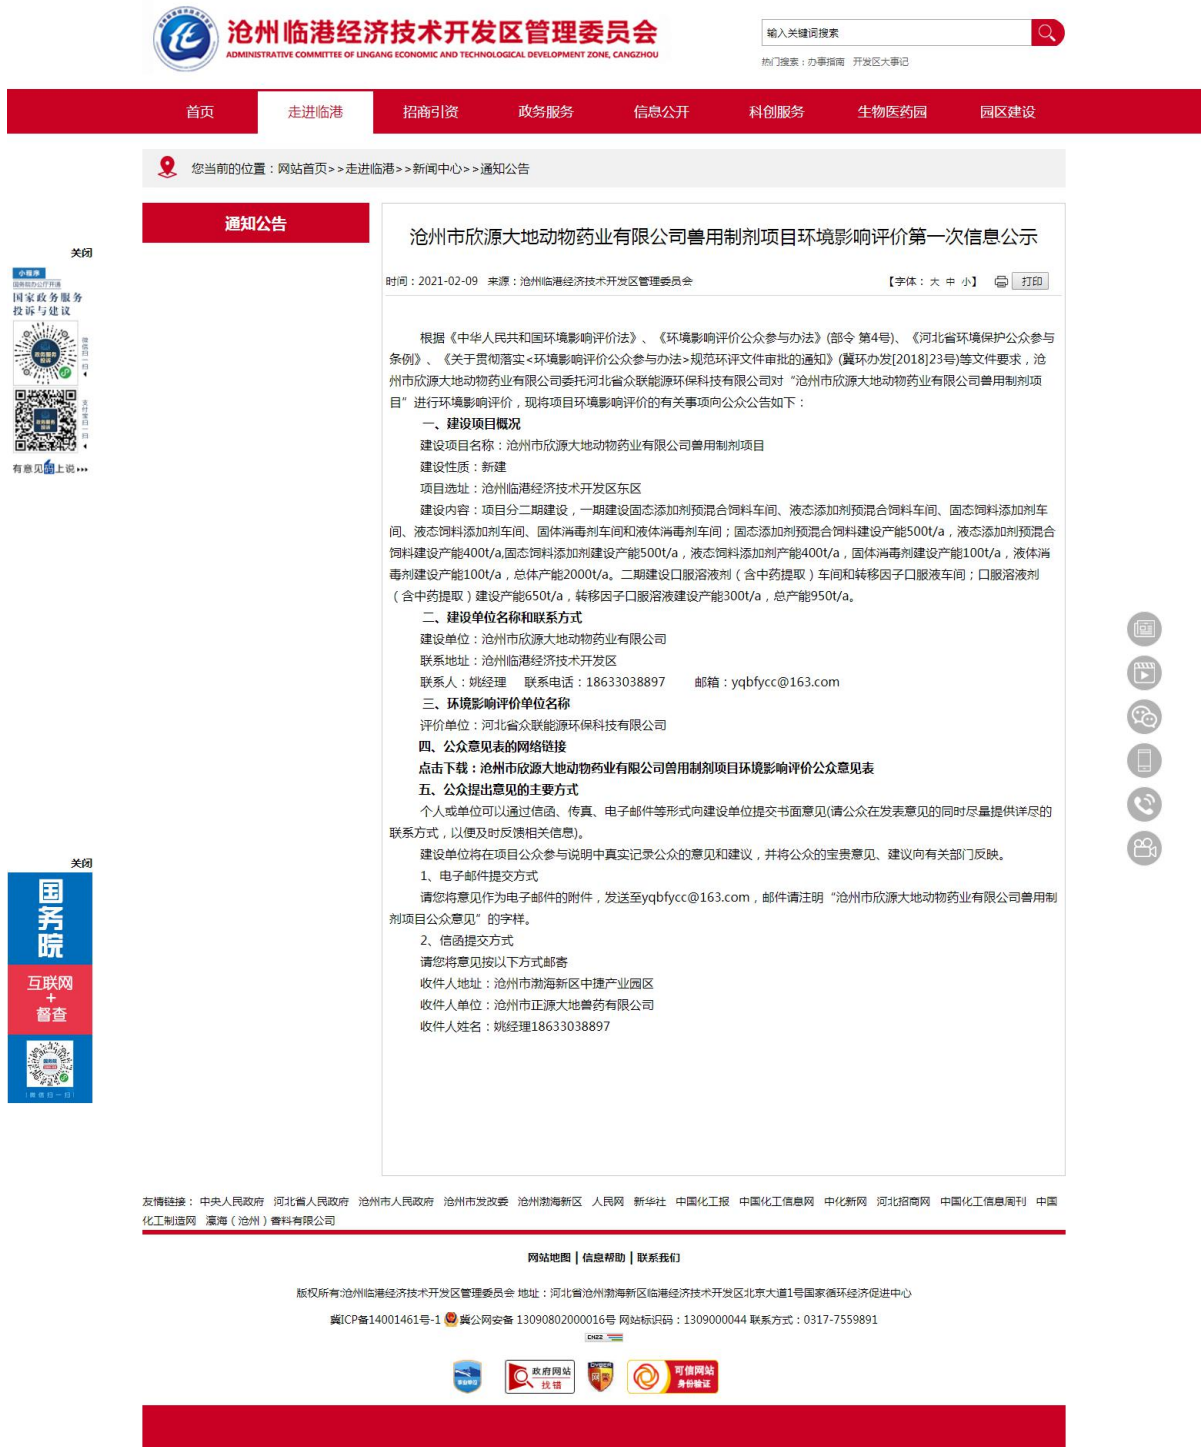 沧州临港经济技术开发区管理委员会
ADMINISTRATIVE COMMITTEE OF LINGANG ECONOMIC AND TECHNOLOGICAL DEVELOPMENT ZONE, CANGZHOU
输入关键词搜索
热门搜索：办事指南 开发区大事记
首页 走进临港 招商引资 政务服务 信息公开 科创服务 生物医药园 园区建设
您当前的位置：网站首页>>走进临港>>新闻中心>>通知公告
通知公告
关闭
小程序
国务院办公厅开通
国家政务服务
投诉与建议
微信扫一扫
支付宝扫一扫
有意见码上说
沧州市欣源大地动物药业有限公司兽用制剂项目环境影响评价第一次信息公示
时间：2021-02-09 来源：沧州临港经济技术开发区管理委员会 【字体：大 中 小】 打印
根据《中华人民共和国环境影响评价法》、《环境影响评价公众参与办法》(部令 第4号)、《河北省环境保护公众参与
条例》、《关于贯彻落实<环境影响评价公众参与办法>规范环评文件审批的通知》(冀环办发[2018]23号)等文件要求，沧
州市欣源大地动物药业有限公司委托河北省众联能源环保科技有限公司对“沧州市欣源大地动物药业有限公司兽用制剂项
目”进行环境影响评价，现将项目环境影响评价的有关事项向公众公告如下：
一、建设项目概况
建设项目名称：沧州市欣源大地动物药业有限公司兽用制剂项目
建设性质：新建
项目选址：沧州临港经济技术开发区东区
建设内容：项目分二期建设，一期建设固态添加剂预混合饲料车间、液态添加剂预混合饲料车间、固态饲料添加剂车
间、液态饲料添加剂车间、固体消毒剂车间和液体消毒剂车间；固态添加剂预混合饲料建设产能500t/a，液态添加剂预混合
饲料建设产能400t/a,固态饲料添加剂建设产能500t/a，液态饲料添加剂产能400t/a，固体消毒剂建设产能100t/a，液体消
毒剂建设产能100t/a，总体产能2000t/a。二期建设口服溶液剂（含中药提取）车间和转移因子口服液车间；口服溶液剂
（含中药提取）建设产能650t/a，转移因子口服溶液建设产能300t/a，总产能950t/a。
二、建设单位名称和联系方式
建设单位：沧州市欣源大地动物药业有限公司
联系地址：沧州临港经济技术开发区
联系人：姚经理 联系电话：18633038897 邮箱：yqbfycc@163.com
三、环境影响评价单位名称
评价单位：河北省众联能源环保科技有限公司
四、公众意见表的网络链接
点击下载：沧州市欣源大地动物药业有限公司兽用制剂项目环境影响评价公众意见表
五、公众提出意见的主要方式
个人或单位可以通过信函、传真、电子邮件等形式向建设单位提交书面意见(请公众在发表意见的同时尽量提供详尽的
联系方式，以便及时反馈相关信息)。
建设单位将在项目公众参与说明中真实记录公众的意见和建议，并将公众的宝贵意见、建议向有关部门反映。
1、电子邮件提交方式
请您将意见作为电子邮件的附件，发送至yqbfycc@163.com，邮件请注明“沧州市欣源大地动物药业有限公司兽用制
剂项目公众意见”的字样。
2、信函提交方式
请您将意见按以下方式邮寄
收件人地址：沧州市渤海新区中捷产业园区
收件人单位：沧州市正源大地兽药有限公司
收件人姓名：姚经理18633038897
关闭
国务院
互联网
+
督查
友情链接： 中央人民政府 河北省人民政府 沧州市人民政府 沧州市发改委 沧州渤海新区 人民网 新华社 中国化工报 中国化工信息网 中化新网 河北招商网 中国化工信息周刊 中国
化工制造网 瀛海（沧州）香料有限公司
网站地图 | 信息帮助 | 联系我们
版权所有:沧州临港经济技术开发区管理委员会 地址：河北省沧州渤海新区临港经济技术开发区北京大道1号国家循环经济促进中心
冀ICP备14001461号-1 冀公网安备 13090802000016号 网站标识码：1309000044 联系方式：0317-7559891
CNZZ
政府网站
找错
网警
可信网站
身份验证